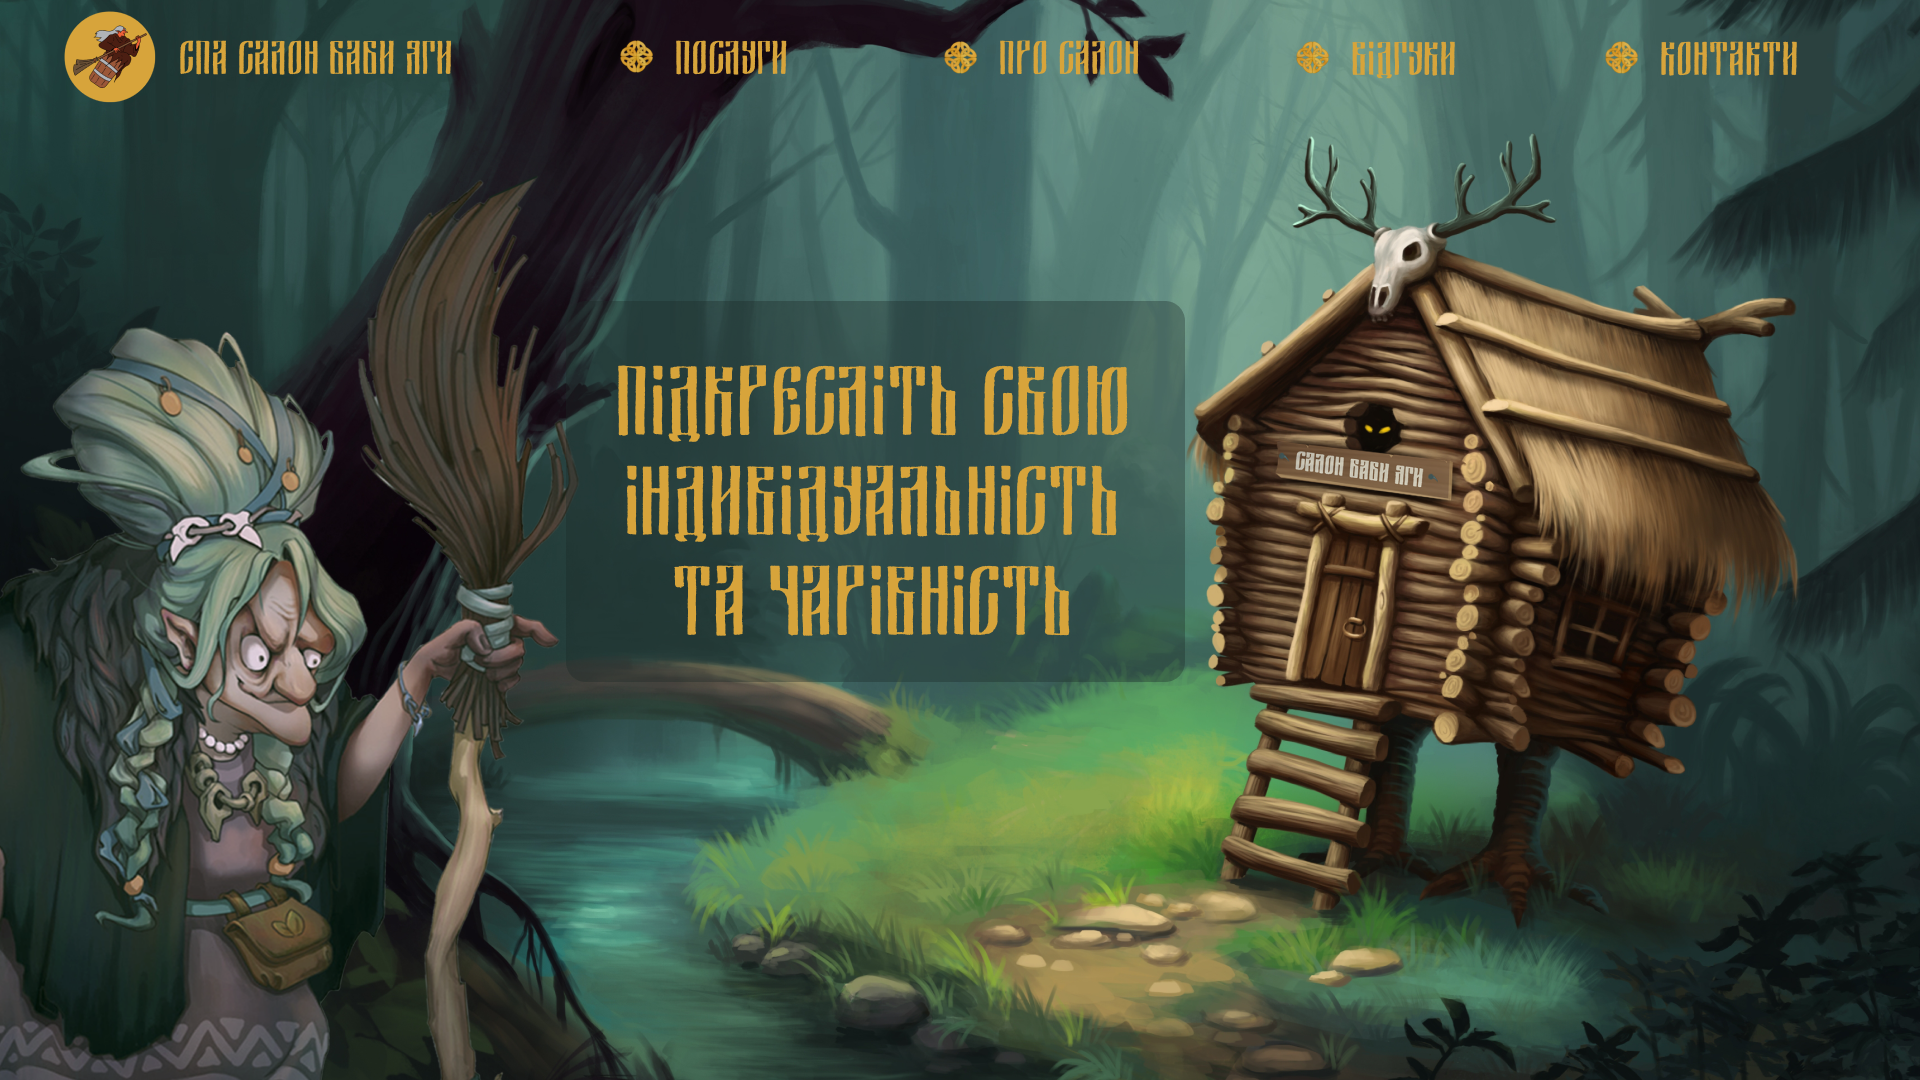 СПА САЛОН БАБИ ЯГИ
ПОСЛУГИ
ПРО САЛОН
ВІДГУКИ
КОНТАКТИ
ПІДКРЕСЛІТЬ СВОЮ
ІНДИВІДУАЛЬНІСТЬ
ТА ЧАРІВНІСТЬ
САЛОН БАБИ ЯГИ